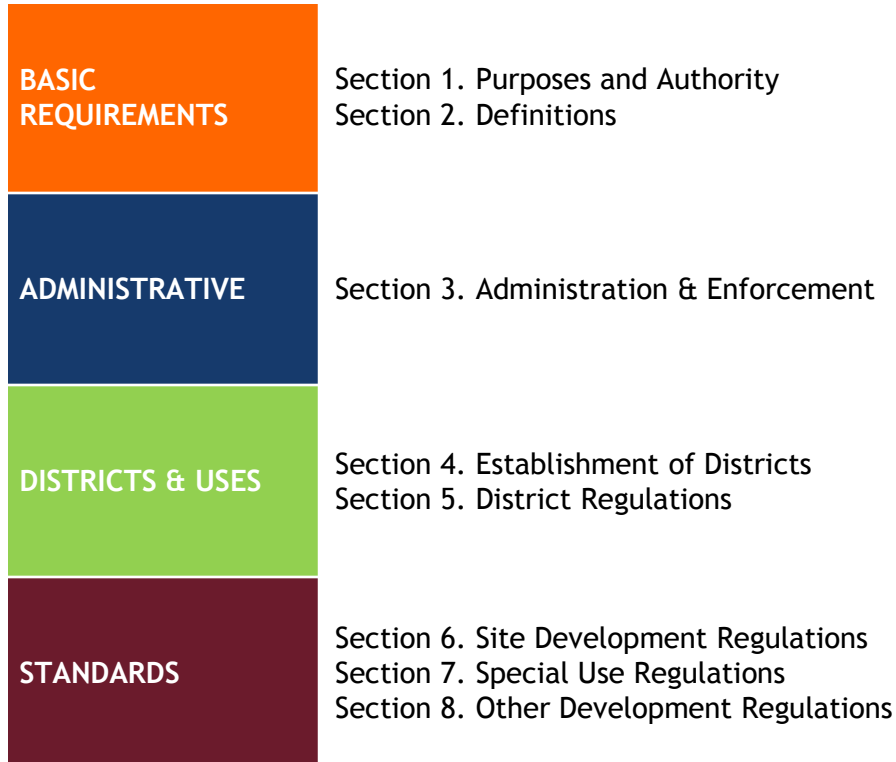 BASIC
REQUIREMENTS
Section 1. Purposes and Authority
Section 2. Definitions
ADMINISTRATIVE
Section 3. Administration & Enforcement
DISTRICTS & USES
Section 4. Establishment of Districts
Section 5. District Regulations
STANDARDS
Section 6. Site Development Regulations
Section 7. Special Use Regulations
Section 8. Other Development Regulations